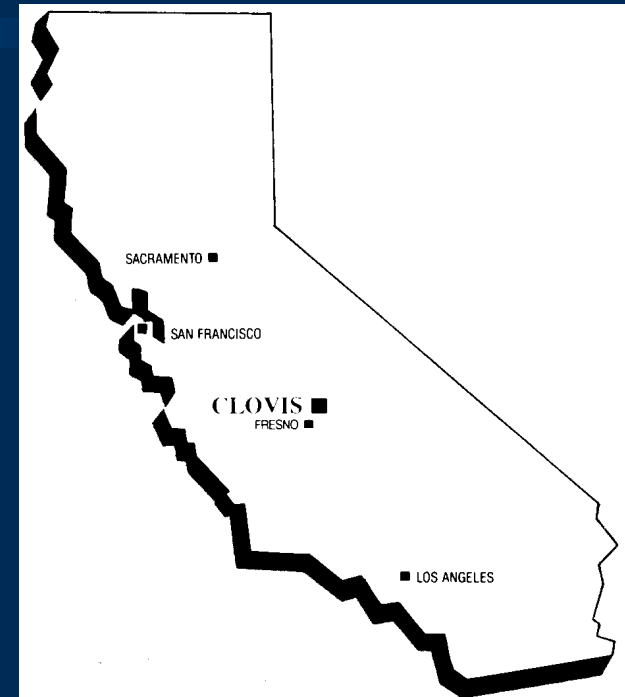 SACRAMENTO
SAN FRANCISCO
CLOVIS
FRESNO
LOS ANGELES